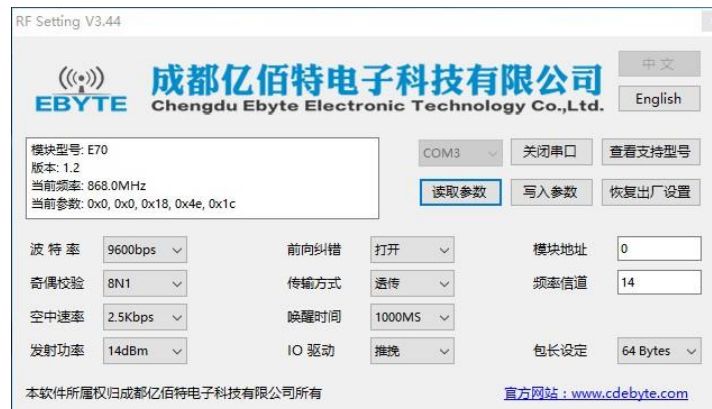 RF Setting V3.44
EBYTE
成都亿佰特电子科技有限公司
Chengdu Ebyte Electronic Technology Co.,Ltd.
中文
English
模块型号: E70
版本: 1.2
当前频率: 868.0MHz
当前参数: 0x0, 0x0, 0x18, 0x4e, 0x1c
COM3 关闭串口 查看支持型号
读取参数 写入参数 恢复出厂设置
波特率 9600bps 前向纠错 打开 模块地址 0
奇偶校验 8N1 传输方式 透传 频率信道 14
空中速率 2.5Kbps 唤醒时间 1000MS
发射功率 14dBm IO 驱动 推挽 包长设定 64 Bytes
本软件所属权归成都亿佰特电子科技有限公司所有 官方网站：www.cdebyte.com